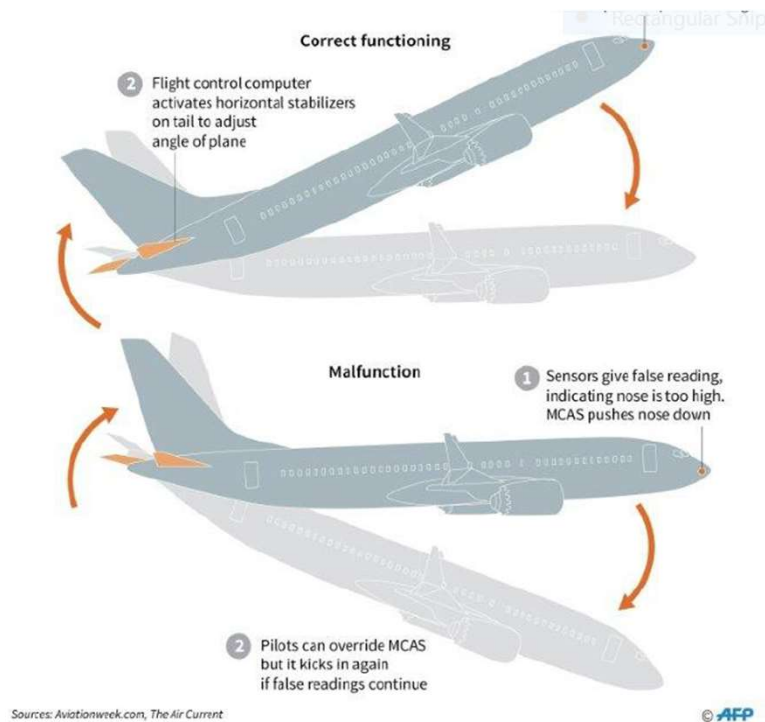 Rectangular Snip
Correct functioning
2 Flight control computer
activates horizontal stabilizers
on tail to adjust
angle of plane
Malfunction
1 Sensors give false reading,
indicating nose is too high.
MCAS pushes nose down
2 Pilots can override MCAS
but it kicks in again
if false readings continue
Sources: Aviationweek.com, The Air Current
© AFP